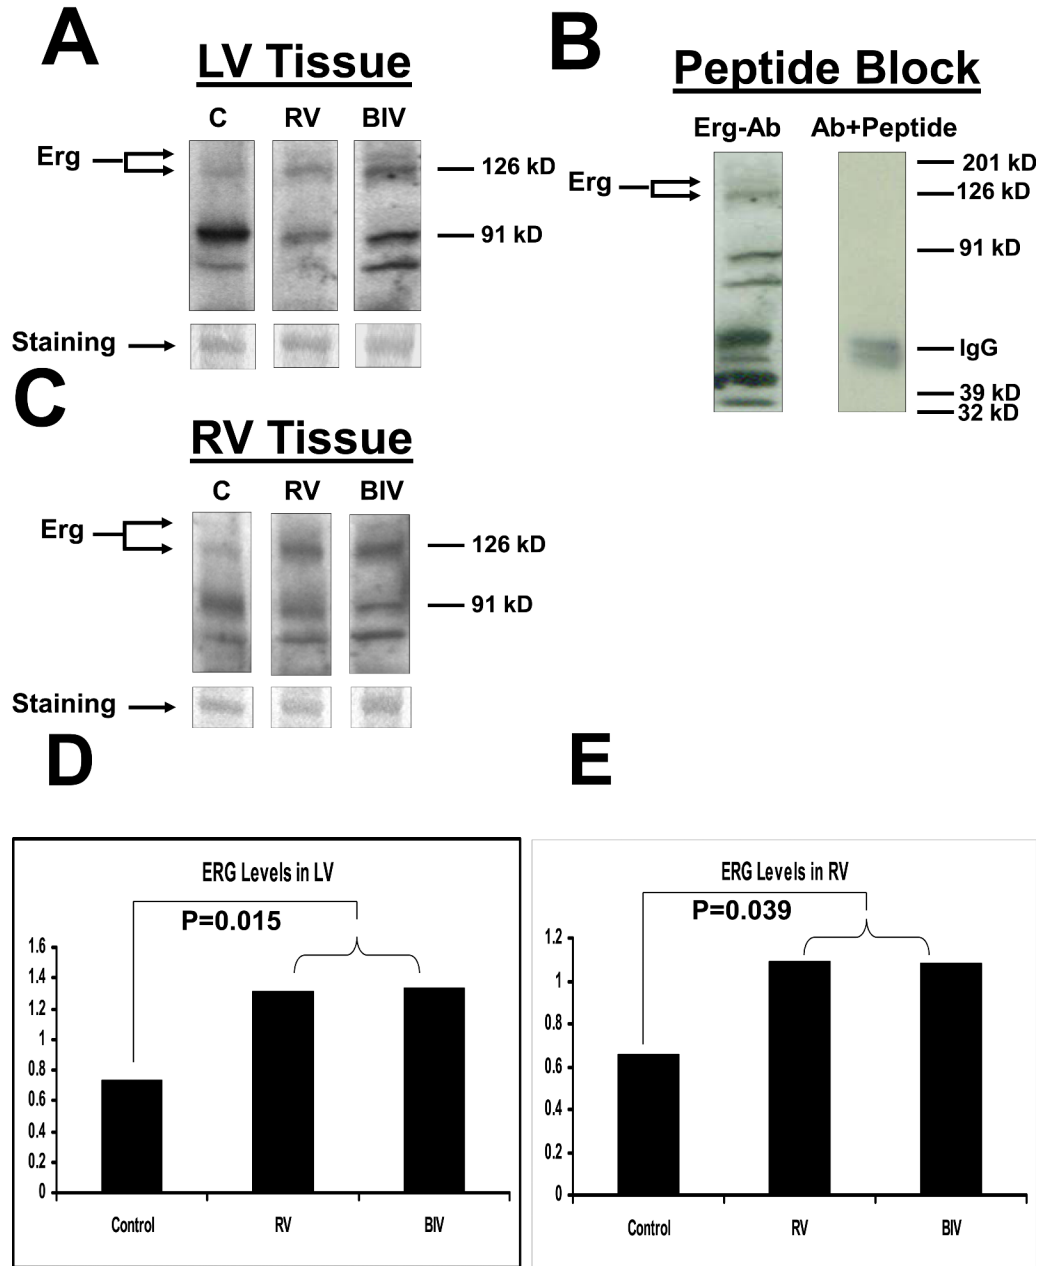 A
LV Tissue
C RV BIV
Erg
126 kD
91 kD
Staining
B
Peptide Block
Erg-Ab Ab+Peptide
Erg
201 kD
126 kD
91 kD
IgG
39 kD
32 kD
C
RV Tissue
C RV BIV
Erg
126 kD
91 kD
Staining
D
ERG Levels in LV
P=0.015
1.6
1.4
1.2
1
0.8
0.6
0.4
0.2
0
Control RV BIV
E
ERG Levels in RV
P=0.039
1.2
1
0.8
0.6
0.4
0.2
0
Control RV BIV